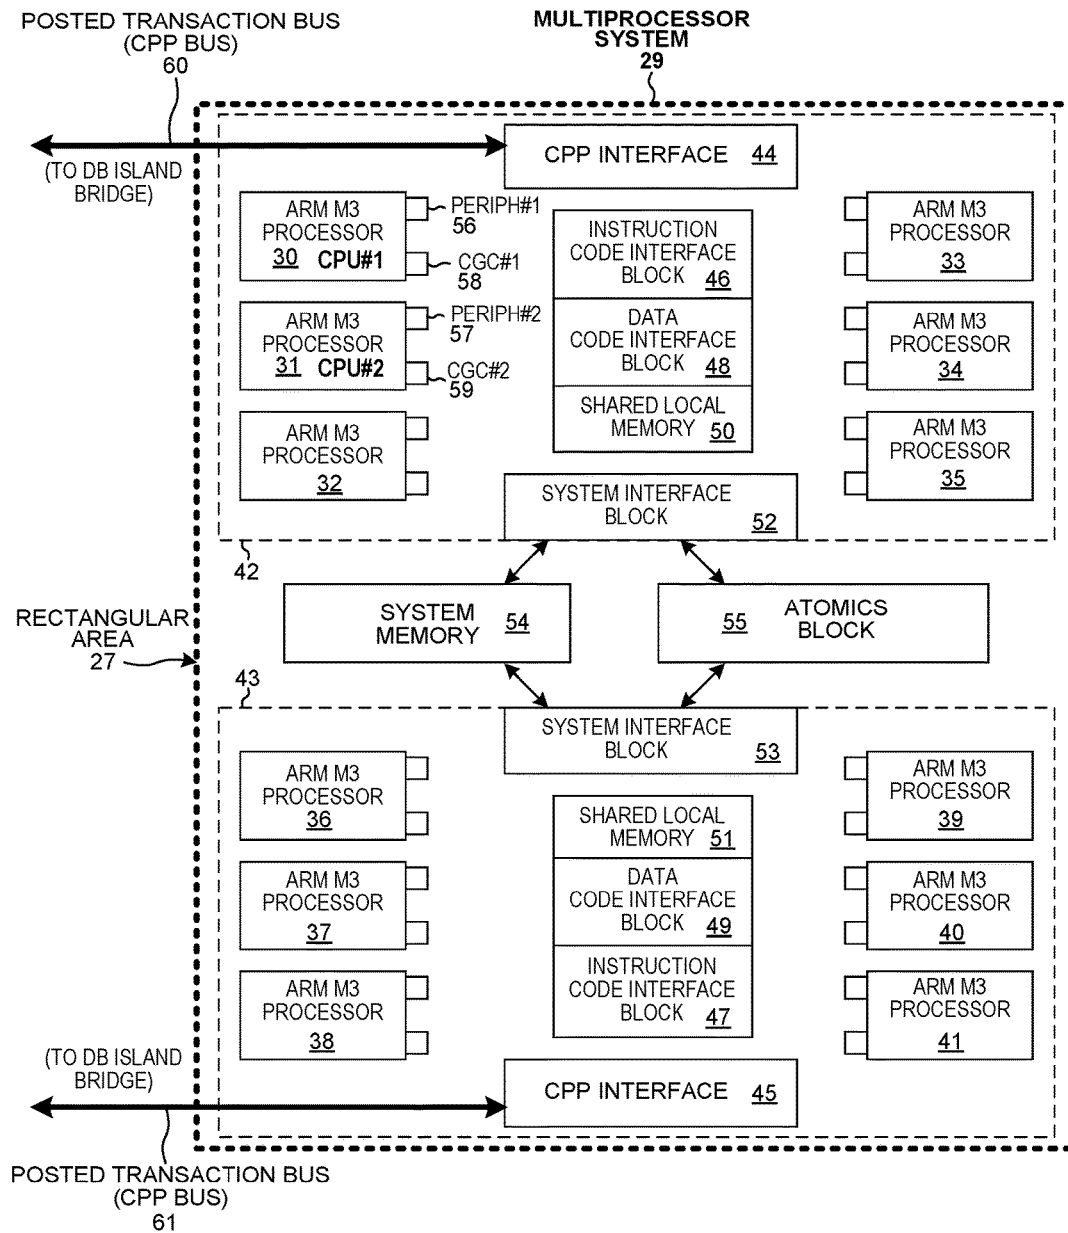 POSTED TRANSACTION BUS
(CPP BUS)
60
MULTIPROCESSOR
SYSTEM
29
(TO DB ISLAND
BRIDGE)
CPP INTERFACE 44
ARM M3
PROCESSOR
30 CPU#1
PERIPH#1
56
CGC#1
58
ARM M3
PROCESSOR
31 CPU#2
PERIPH#2
57
CGC#2
59
ARM M3
PROCESSOR
32
INSTRUCTION
CODE INTERFACE
BLOCK 46
DATA
CODE INTERFACE
BLOCK 48
SHARED LOCAL
MEMORY 50
ARM M3
PROCESSOR
33
ARM M3
PROCESSOR
34
ARM M3
PROCESSOR
35
SYSTEM INTERFACE
BLOCK 52
42
RECTANGULAR
AREA
27
SYSTEM
MEMORY 54
55 ATOMICS
BLOCK
43
SYSTEM INTERFACE
BLOCK 53
ARM M3
PROCESSOR
36
ARM M3
PROCESSOR
37
ARM M3
PROCESSOR
38
SHARED LOCAL
MEMORY 51
DATA
CODE INTERFACE
BLOCK 49
INSTRUCTION
CODE INTERFACE
BLOCK 47
ARM M3
PROCESSOR
39
ARM M3
PROCESSOR
40
ARM M3
PROCESSOR
41
(TO DB ISLAND
BRIDGE)
CPP INTERFACE 45
POSTED TRANSACTION BUS
(CPP BUS)
61